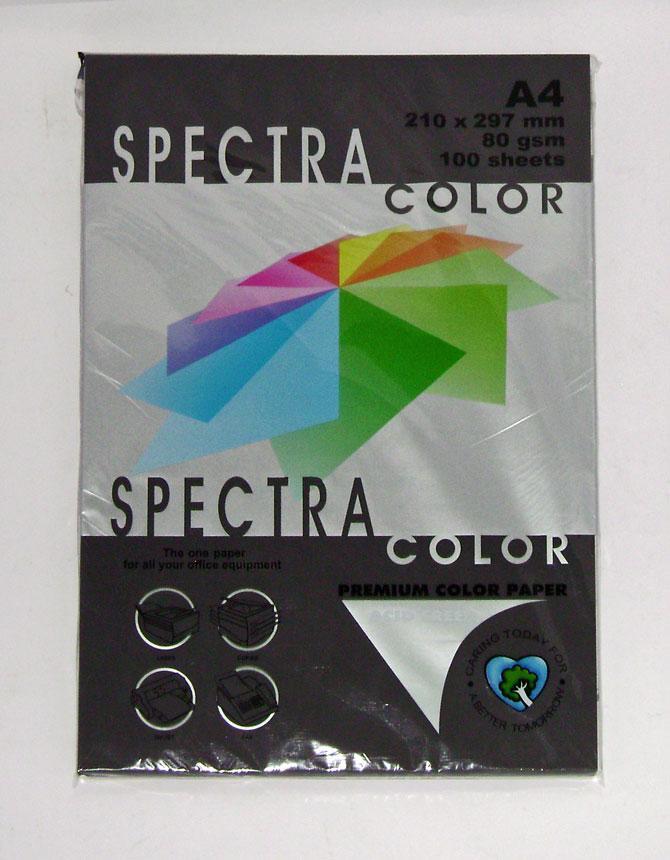 A4
210 x 297 mm
80 gsm
100 sheets
SPECTRA
COLOR
SPECTRA
COLOR
The one paper
for all your office equipment
PREMIUM COLOR PAPER
CARING TODAY FOR
A BETTER TOMORROW